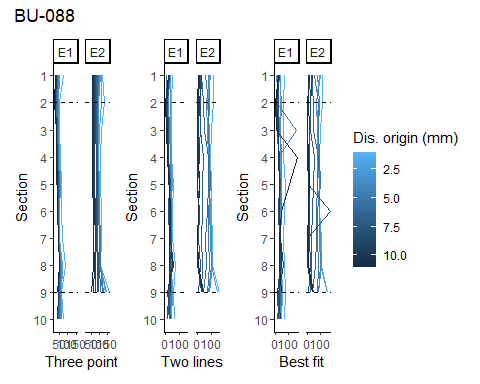 BU-088
E1 E2 E1 E2 E1 E2
1 1 1
2 2 2
3 3 3
4 4 4
5 5 5
6 6 6
7 7 7
8 8 8
9 9 9
10 10 10
Section Section Section
0100 0100 0100 0100
Three point Two lines Best fit
Dis. origin (mm)
2.5
5.0
7.5
10.0